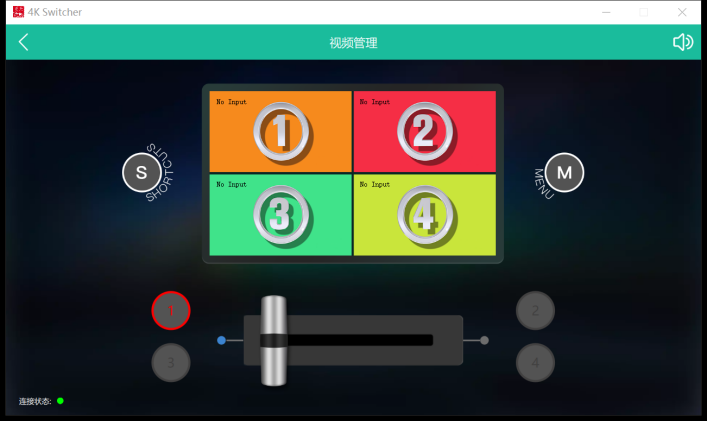 4K Switcher
视频管理
No Input
1
No Input
2
No Input
3
No Input
4
S
SHORTCUTS
M
MENU
1
2
3
4
连接状态: